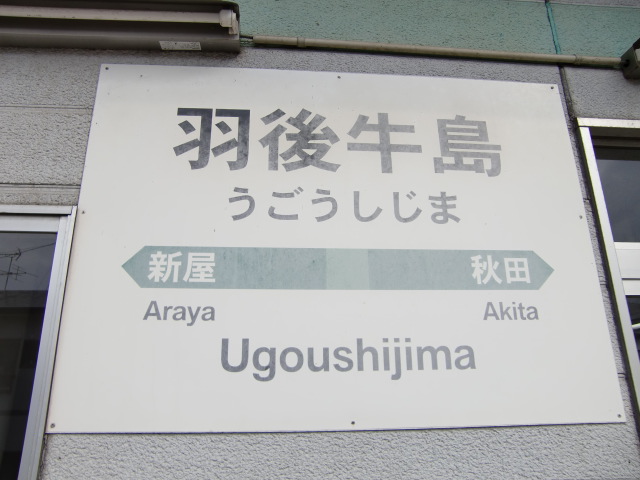 羽後牛島
うごうしじま
新屋 秋田
Araya Akita
Ugoushijima